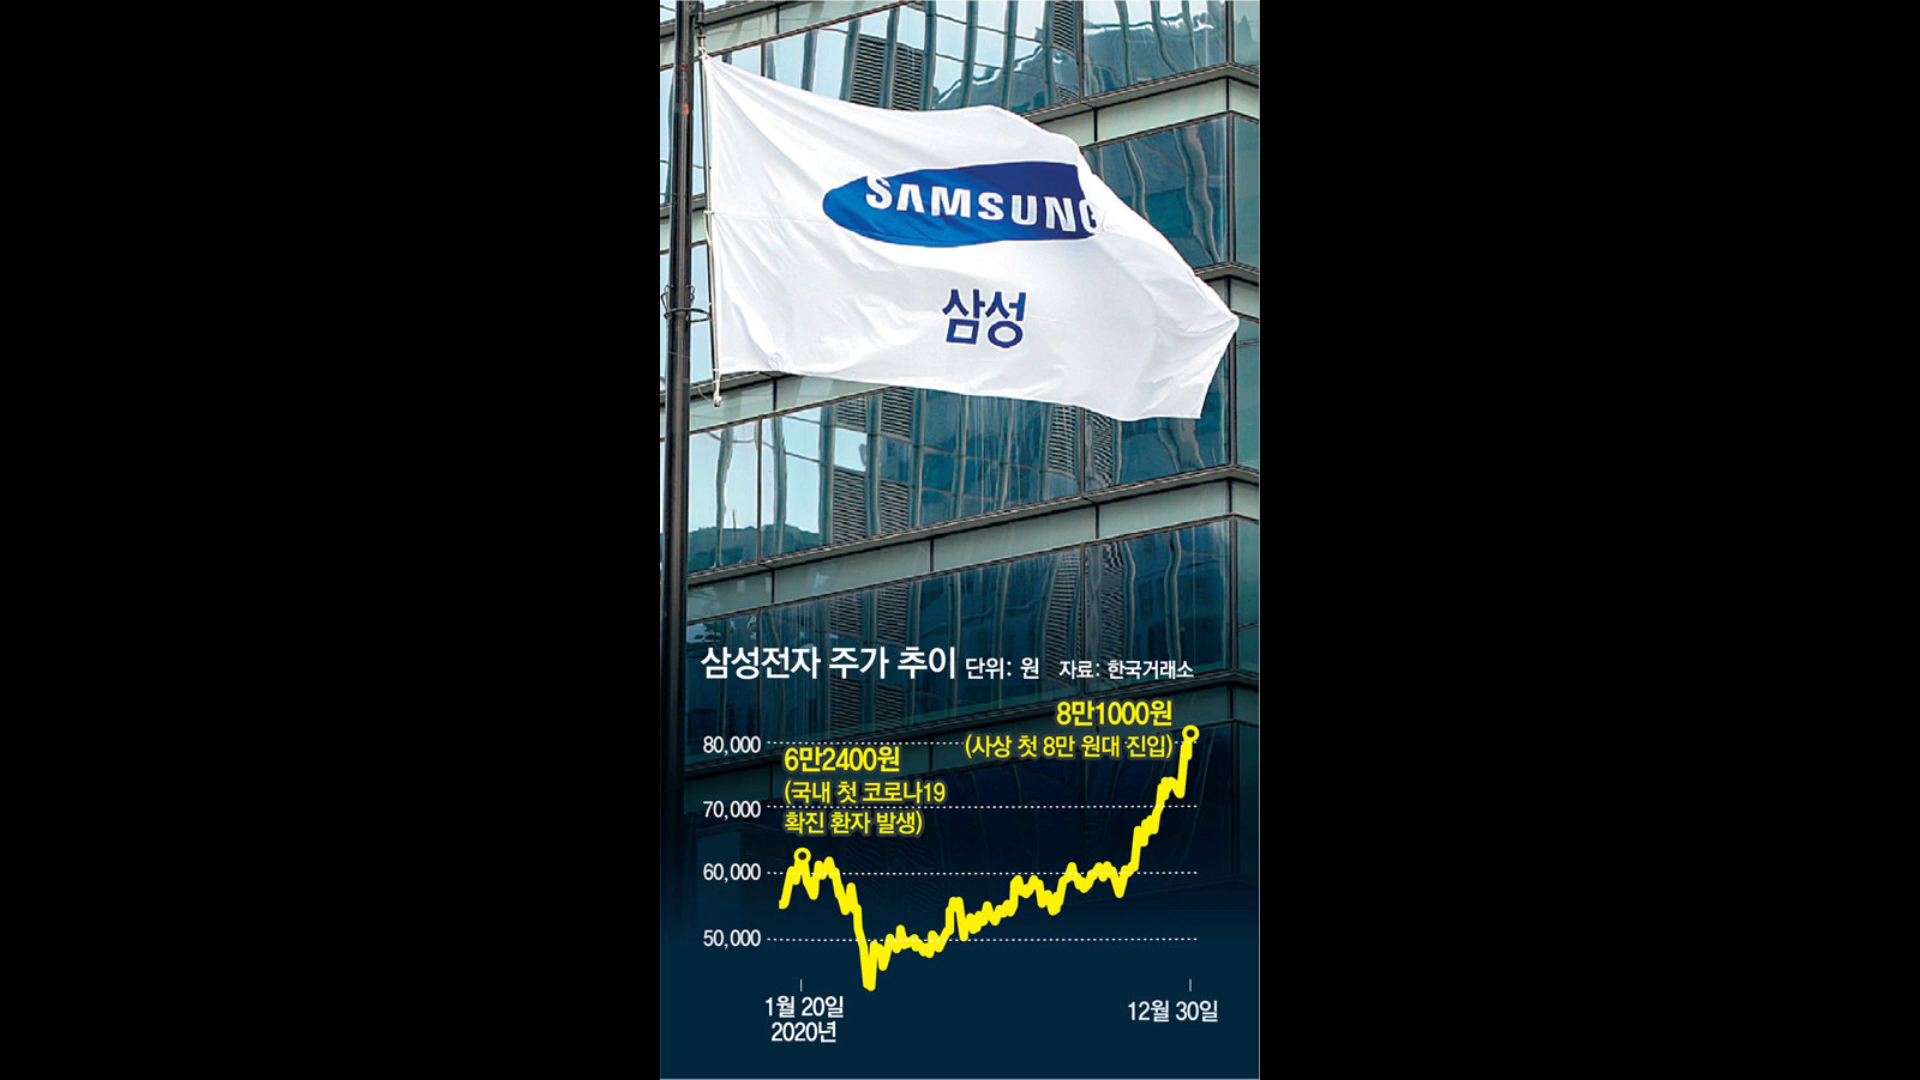 SAMSUNG
삼성
삼성전자 주가 추이 단위: 원 자료: 한국거래소
8만1000원
(사상 첫 8만 원대 진입)
80,000
6만2400원
(국내 첫 코로나19
확진 환자 발생)
70,000
60,000
50,000
1월 20일
2020년
12월 30일